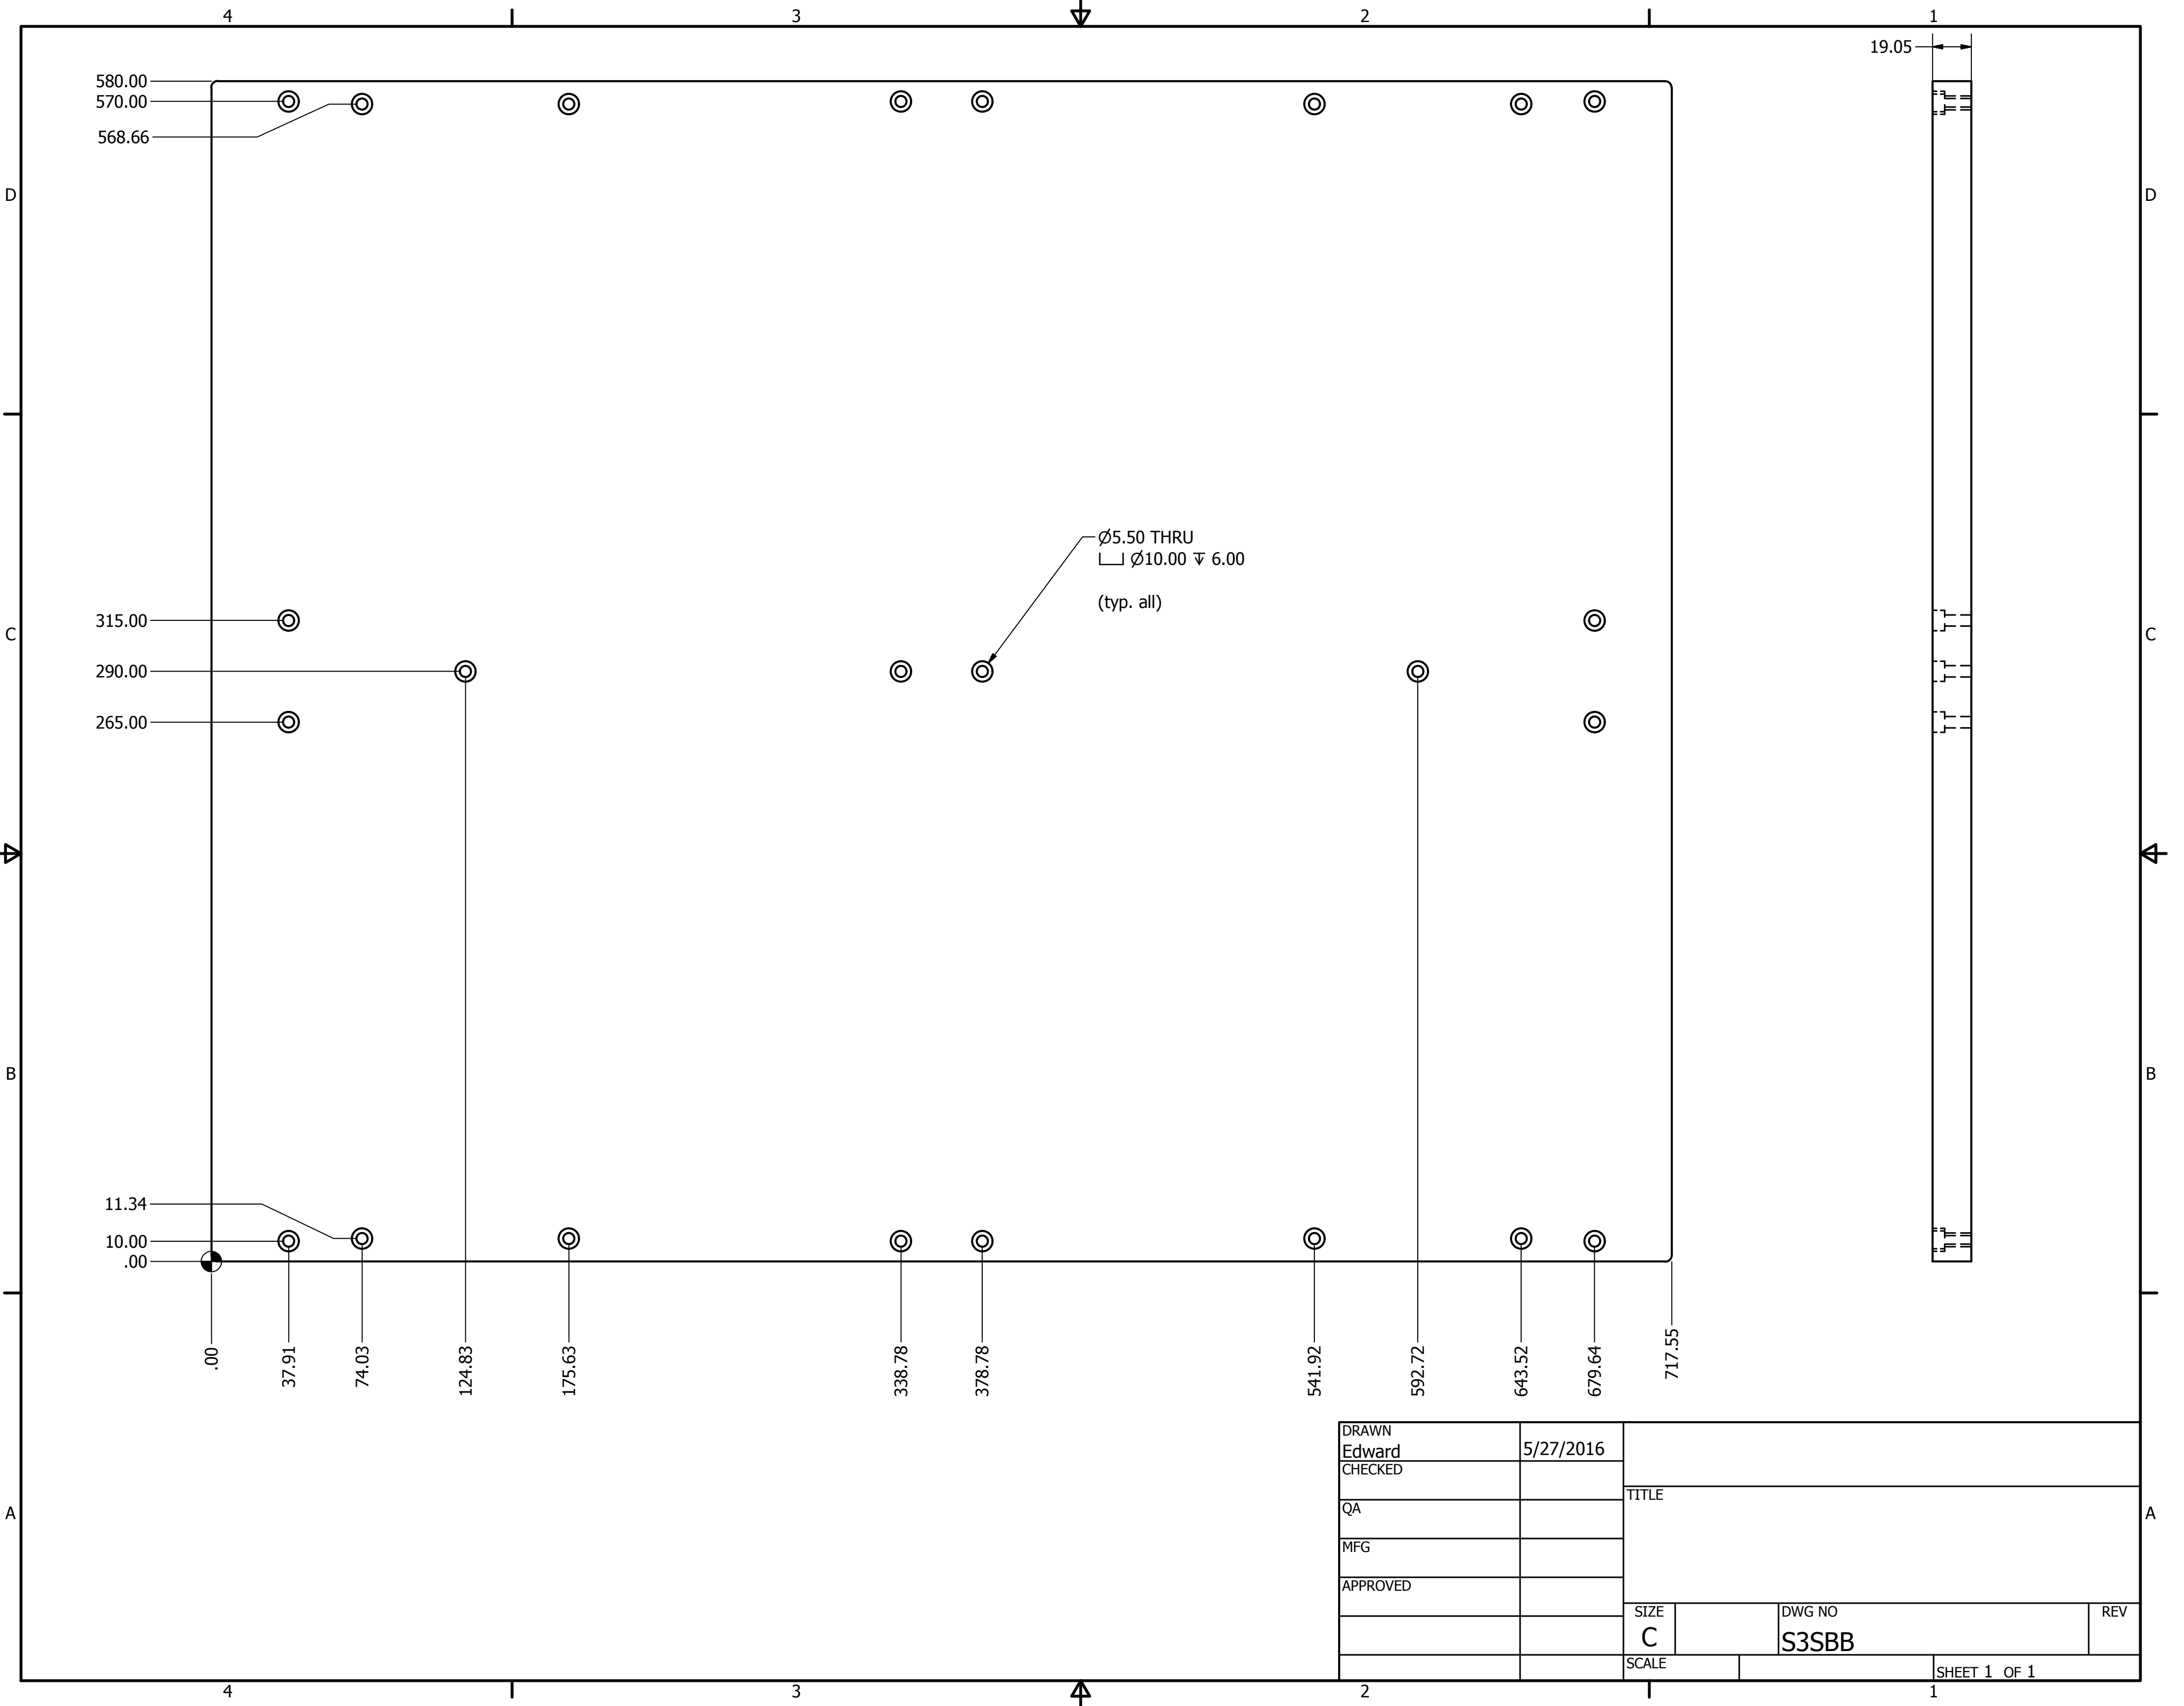 4 3 2 1
19.05
580.00
570.00
568.66
D D
Ø5.50 THRU
⌴ Ø10.00 ↧ 6.00
(typ. all)
315.00
C C
290.00
265.00
B B
11.34
10.00
.00
.00 37.91 74.03 124.83 175.63 338.78 378.78 541.92 592.72 643.52 679.64 717.55
DRAWN
Edward 5/27/2016
CHECKED
TITLE
QA
A A
MFG
APPROVED
SIZE DWG NO REV
C S3SBB
SCALE
SHEET 1 OF 1
4 3 2 1